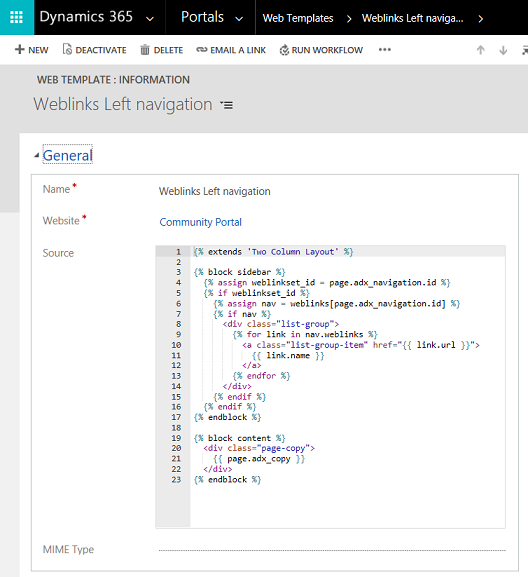 Dynamics 365 Portals Web Templates Weblinks Left naviga...
NEW DEACTIVATE DELETE EMAIL A LINK RUN WORKFLOW
WEB TEMPLATE : INFORMATION
Weblinks Left navigation
General
Name*
Weblinks Left navigation
Website*
Community Portal
Source
1 {% extends 'Two Column Layout' %}
2
3 {% block sidebar %}
4   {% assign weblinkset_id = page.adx_navigation.id %}
5   {% if weblinkset_id %}
6     {% assign nav = weblinks[page.adx_navigation.id] %}
7     {% if nav %}
8       <div class="list-group">
9         {% for link in nav.weblinks %}
10           <a class="list-group-item" href="{{ link.url }}">
11             {{ link.name }}
12           </a>
13         {% endfor %}
14       </div>
15     {% endif %}
16   {% endif %}
17 {% endblock %}
18
19 {% block content %}
20   <div class="page-copy">
21     {{ page.adx_copy }}
22   </div>
23 {% endblock %}
MIME Type